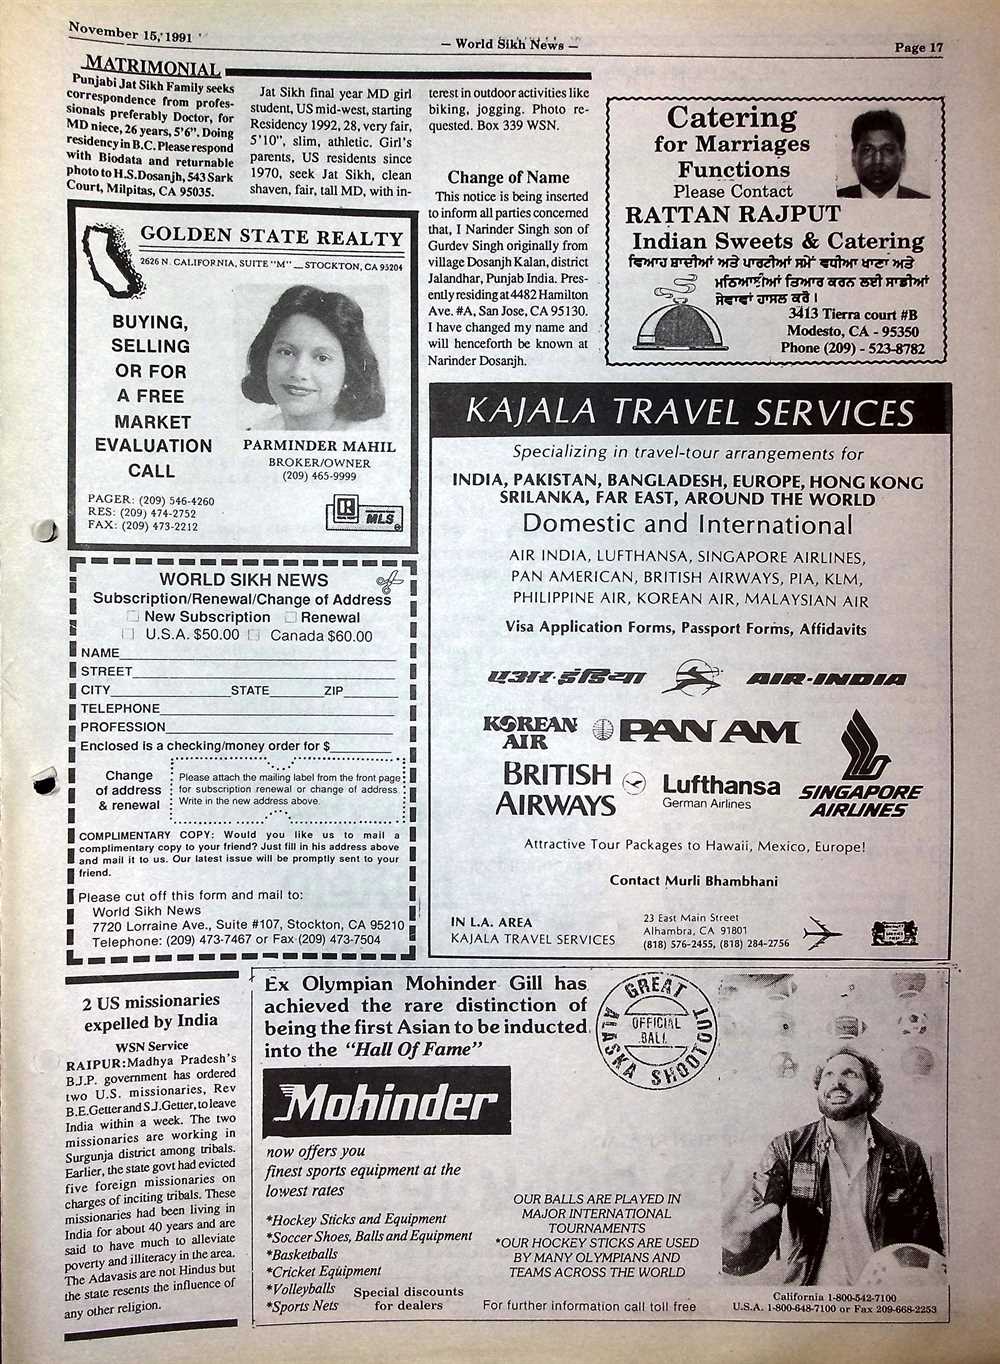 November 15, 1991
– World Sikh News –
Page 17
MATRIMONIAL
Punjabi Jat Sikh Family seeks
correspondence from profes-
sionals preferably Doctor, for
MD niece, 26 years, 5'6". Doing
residency in B.C. Please respond
with Biodata and returnable
photo to H.S.Dosanjh, 543 Sark
Court, Milpitas, CA 95035.
Jat Sikh final year MD girl
student, US mid-west, starting
Residency 1992, 28, very fair,
5'10", slim, athletic. Girl's
parents, US residents since
1970, seek Jat Sikh, clean
shaven, fair, tall MD, with in-
terest in outdoor activities like
biking, jogging. Photo re-
quested. Box 339 WSN.
Change of Name
This notice is being inserted
to inform all parties concerned
that, I Narinder Singh son of
Gurdev Singh originally from
village Dosanjh Kalan, district
Jalandhar, Punjab India. Pres-
ently residing at 4482 Hamilton
Ave. #A, San Jose, CA 95130.
I have changed my name and
will henceforth be known at
Narinder Dosanjh.
Catering
for Marriages
Functions
Please Contact
RATTAN RAJPUT
Indian Sweets & Catering
ਵਿਆਹ ਸ਼ਾਦੀਆਂ ਅਤੇ ਪਾਰਟੀਆਂ ਸਮੇਂ ਵਧੀਆ ਖਾਣਾ ਅਤੇ
ਮਠਿਆਈਆਂ ਤਿਆਰ ਕਰਨ ਲਈ ਸਾਡੀਆਂ
ਸੇਵਾਵਾਂ ਹਾਸਲ ਕਰੋ।
3413 Tierra court #B
Modesto, CA - 95350
Phone (209) - 523-8782
GOLDEN STATE REALTY
2626 N. CALIFORNIA, SUITE "M" — STOCKTON, CA 95204
BUYING,
SELLING
OR FOR
A FREE
MARKET
EVALUATION
CALL
PARMINDER MAHIL
BROKER/OWNER
(209) 465-9999
PAGER: (209) 546-4260
RES: (209) 474-2752
FAX: (209) 473-2212
R
MLS
KAJALA TRAVEL SERVICES
Specializing in travel-tour arrangements for
INDIA, PAKISTAN, BANGLADESH, EUROPE, HONG KONG
SRILANKA, FAR EAST, AROUND THE WORLD
Domestic and International
AIR INDIA, LUFTHANSA, SINGAPORE AIRLINES,
PAN AMERICAN, BRITISH AIRWAYS, PIA, KLM,
PHILIPPINE AIR, KOREAN AIR, MALAYSIAN AIR
Visa Application Forms, Passport Forms, Affidavits
एअर-इंडिया AIR-INDIA
KOREAN
AIR
PAN AM
BRITISH
AIRWAYS
Lufthansa
German Airlines
SINGAPORE
AIRLINES
Attractive Tour Packages to Hawaii, Mexico, Europe!
Contact Murli Bhambhani
IN L.A. AREA
KAJALA TRAVEL SERVICES
23 East Main Street
Alhambra, CA 91801
(818) 576-2455, (818) 284-2756
WORLD SIKH NEWS
Subscription/Renewal/Change of Address
New Subscription Renewal
U.S.A. $50.00 Canada $60.00
NAME
STREET
CITY STATE ZIP
TELEPHONE
PROFESSION
Enclosed is a checking/money order for $
Change
of address
& renewal
Please attach the mailing label from the front page
for subscription renewal or change of address.
Write in the new address above.
COMPLIMENTARY COPY: Would you like us to mail a
complimentary copy to your friend? Just fill in his address above
and mail it to us. Our latest issue will be promptly sent to your
friend.
Please cut off this form and mail to:
World Sikh News
7720 Lorraine Ave., Suite #107, Stockton, CA 95210
Telephone: (209) 473-7467 or Fax (209) 473-7504
2 US missionaries
expelled by India
WSN Service
RAIPUR: Madhya Pradesh's
B.J.P. government has ordered
two U.S. missionaries, Rev
B.E.Getter and S.J.Getter, to leave
India within a week. The two
missionaries are working in
Surgunja district among tribals.
Earlier, the state govt had evicted
five foreign missionaries on
charges of inciting tribals. These
missionaries had been living in
India for about 40 years and are
said to have much to alleviate
poverty and illiteracy in the area.
The Adavasis are not Hindus but
the state resents the influence of
any other religion.
Ex Olympian Mohinder Gill has
achieved the rare distinction of
being the first Asian to be inducted
into the "Hall Of Fame"
GREAT ALASKA SHOOTOUT
OFFICIAL
BALL
Mohinder
now offers you
finest sports equipment at the
lowest rates
*Hockey Sticks and Equipment
*Soccer Shoes, Balls and Equipment
*Basketballs
*Cricket Equipment
*Volleyballs
*Sports Nets
Special discounts
for dealers
OUR BALLS ARE PLAYED IN
MAJOR INTERNATIONAL
TOURNAMENTS
*OUR HOCKEY STICKS ARE USED
BY MANY OLYMPIANS AND
TEAMS ACROSS THE WORLD
For further information call toll free
California 1-800-542-7100
U.S.A. 1-800-648-7100 or Fax 209-668-2253